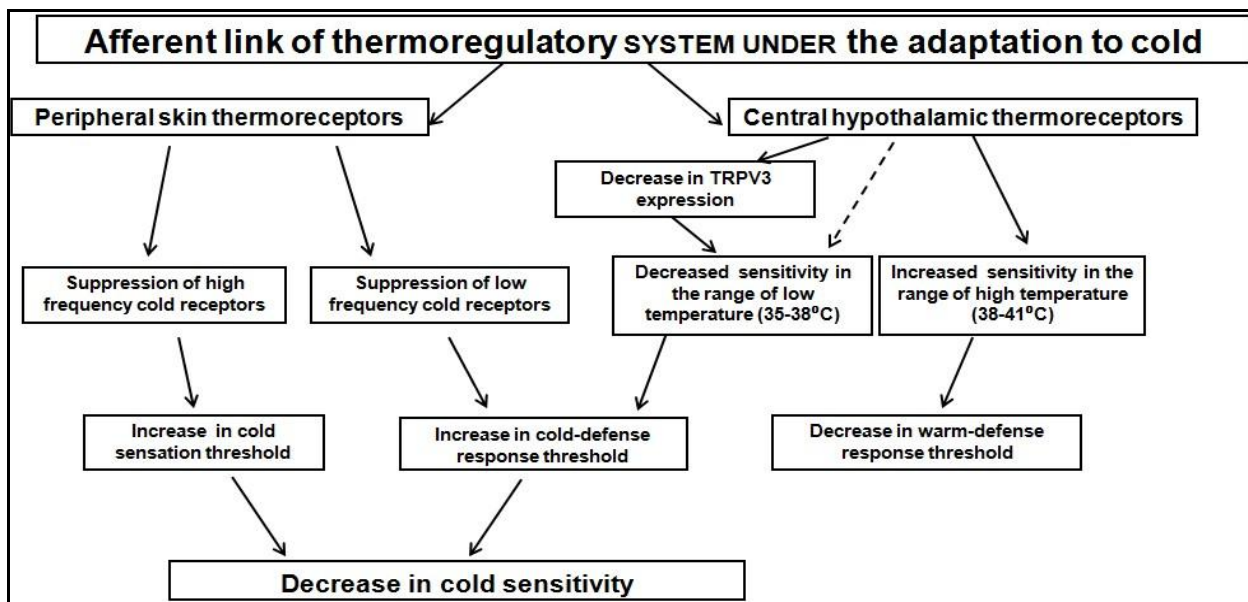 Afferent link of thermoregulatory SYSTEM UNDER the adaptation to cold
Peripheral skin thermoreceptors
Central hypothalamic thermoreceptors
Decrease in TRPV3
expression
Suppression of high
frequency cold receptors
Suppression of low
frequency cold receptors
Decreased sensitivity in
the range of low
temperature (35-38⁰C)
Increased sensitivity in the
range of high temperature
(38-41⁰C)
Increase in cold
sensation threshold
Increase in cold-defense
response threshold
Decrease in warm-defense
response threshold
Decrease in cold sensitivity